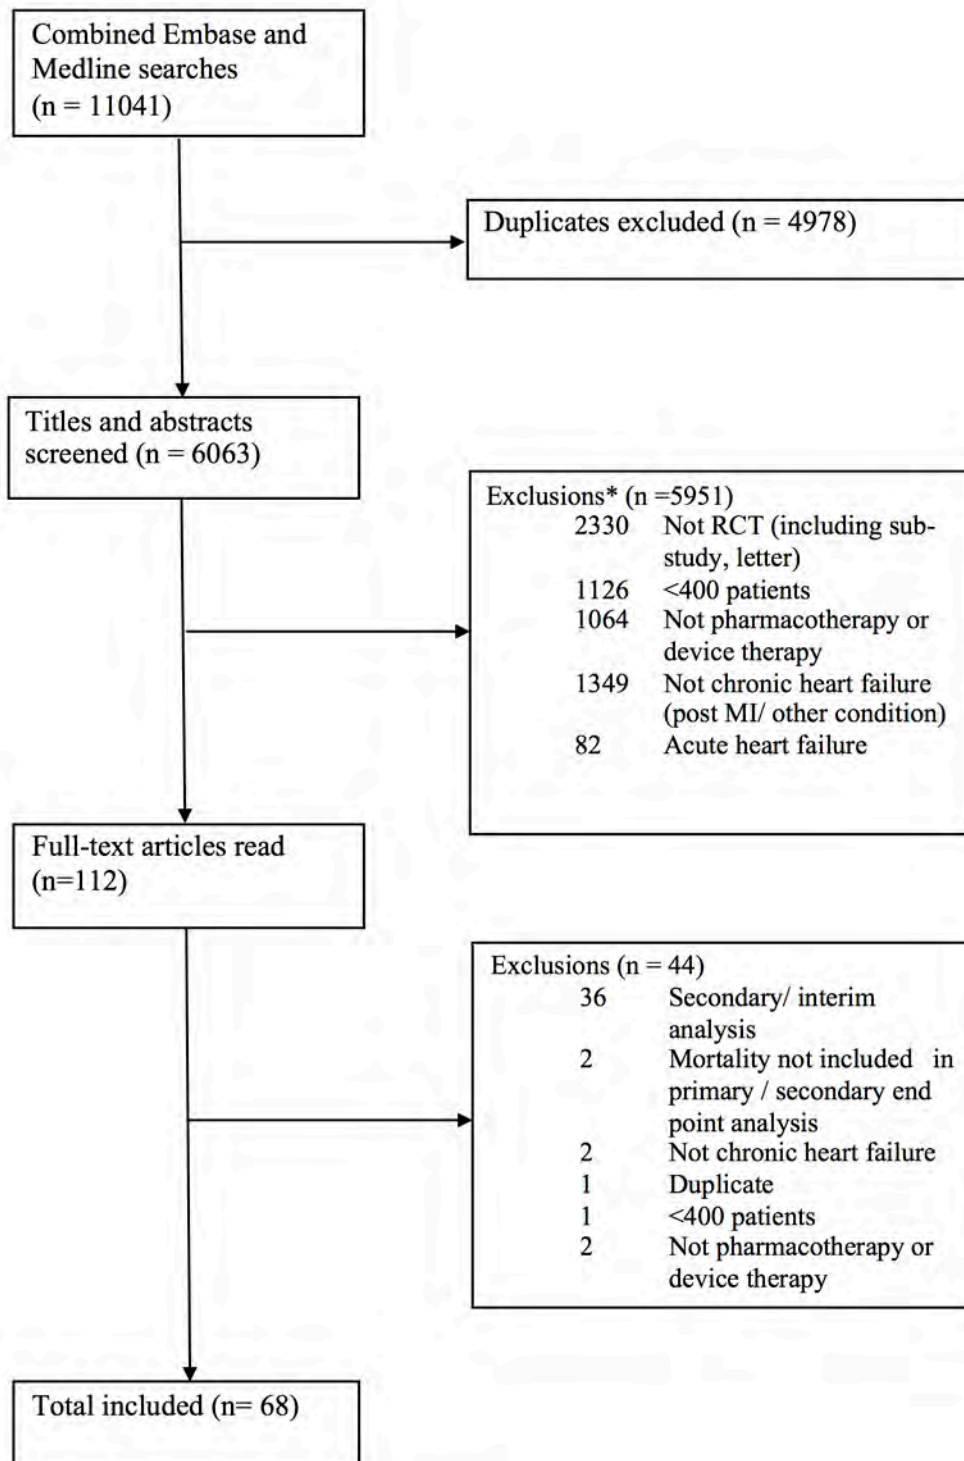 Combined Embase and
Medline searches
(n = 11041)
Duplicates excluded (n = 4978)
Titles and abstracts
screened (n = 6063)
Exclusions* (n =5951)
2330 Not RCT (including sub-
study, letter)
1126 <400 patients
1064 Not pharmacotherapy or
device therapy
1349 Not chronic heart failure
(post MI/ other condition)
82 Acute heart failure
Full-text articles read
(n=112)
Exclusions (n = 44)
36 Secondary/ interim
analysis
2 Mortality not included in
primary / secondary end
point analysis
2 Not chronic heart failure
1 Duplicate
1 <400 patients
2 Not pharmacotherapy or
device therapy
Total included (n= 68)